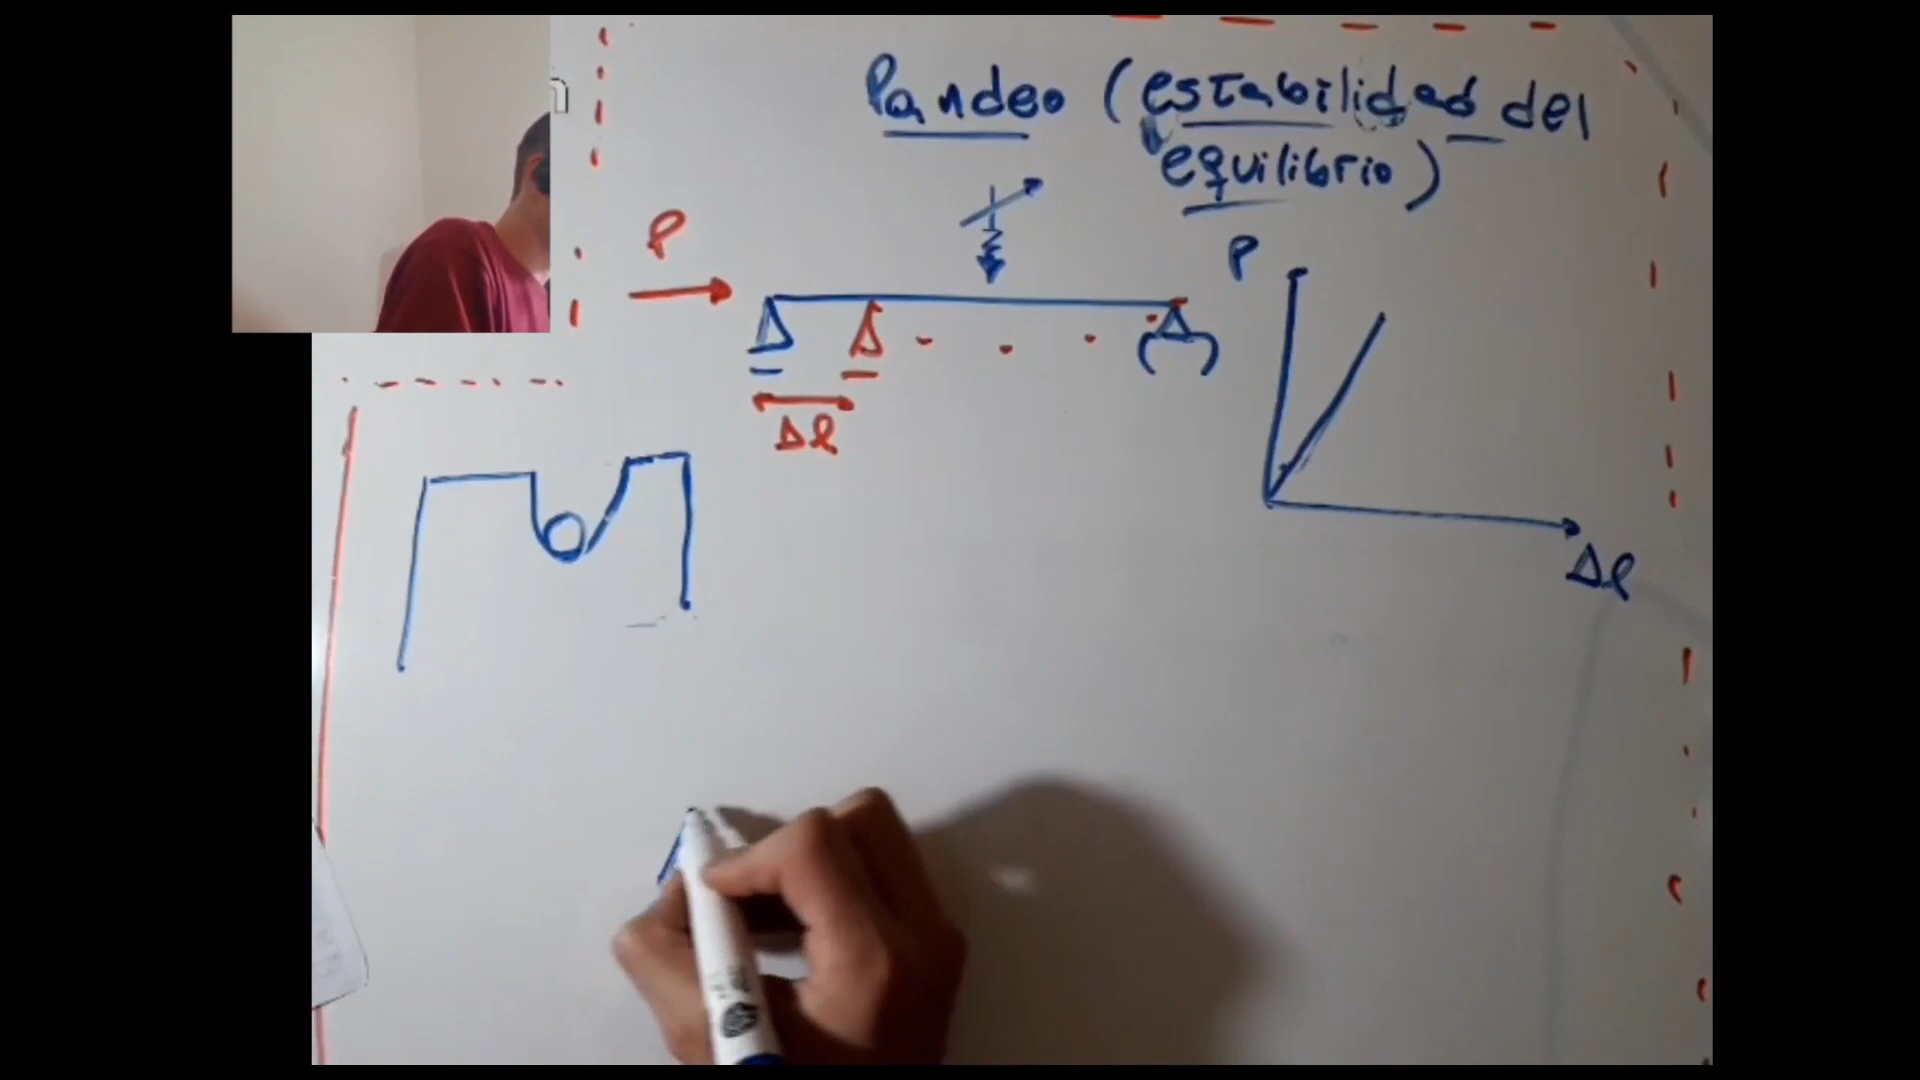 Pandeo (estabilidad del
equilibrio)
P
P
Δl
Δl